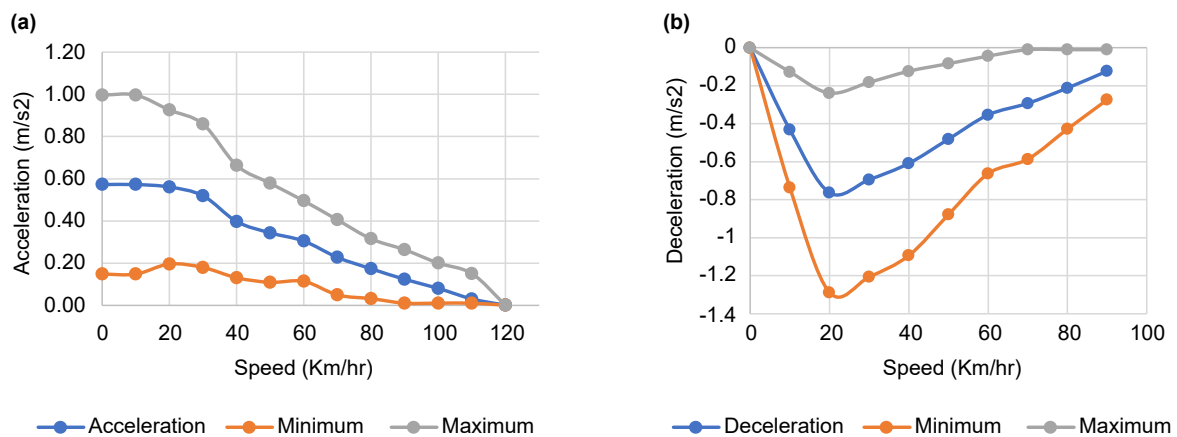 (a)
1.20
1.00
0.80
0.60
0.40
0.20
0.00
Acceleration (m/s2)
0 20 40 60 80 100 120
Speed (Km/hr)
Acceleration Minimum Maximum
(b)
0
-0.2
-0.4
-0.6
-0.8
-1
-1.2
-1.4
Deceleration (m/s2)
0 20 40 60 80 100
Speed (Km/hr)
Deceleration Minimum Maximum